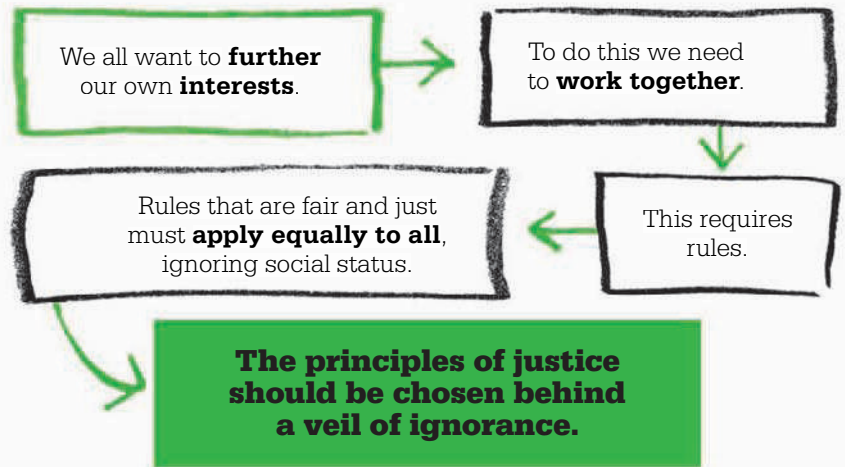 We all want to further
our own interests.
To do this we need
to work together.
This requires
rules.
Rules that are fair and just
must apply equally to all,
ignoring social status.
The principles of justice
should be chosen behind
a veil of ignorance.